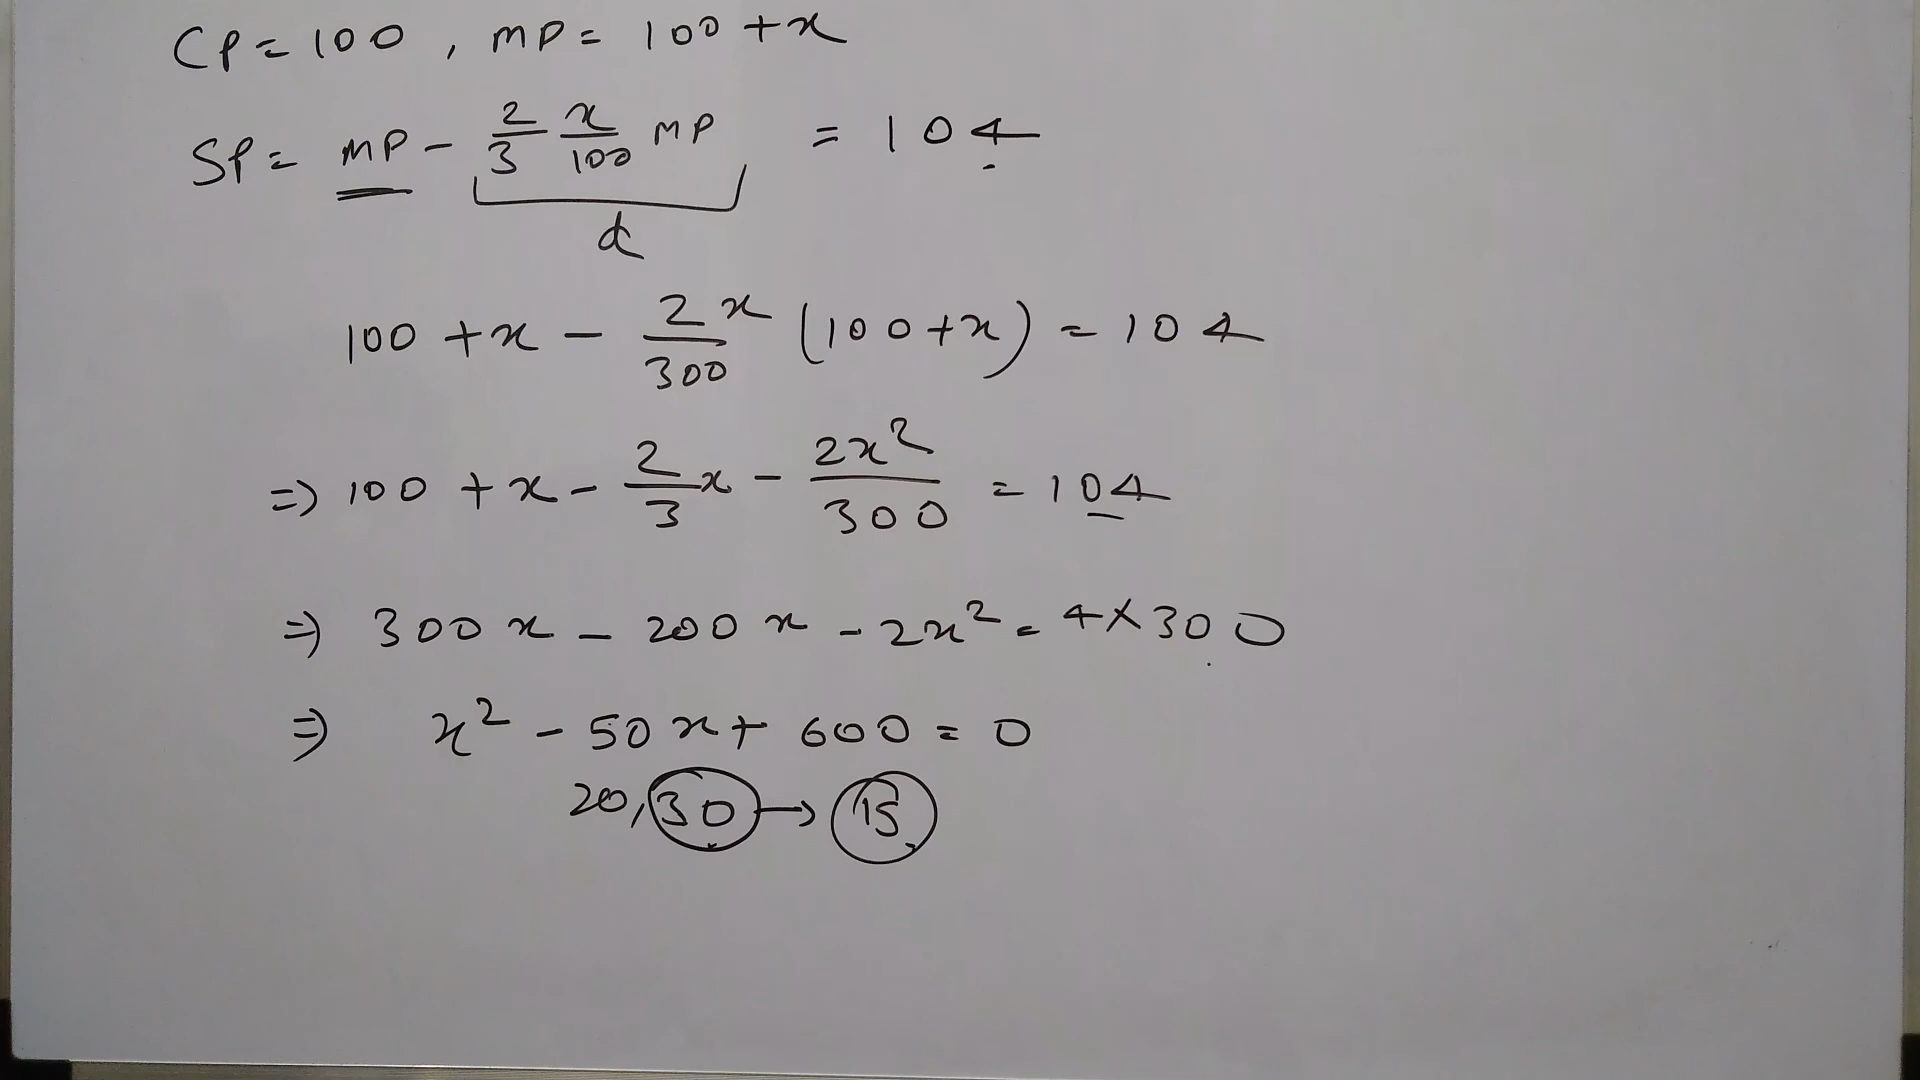 CP = 100 , MP = 100 + x
SP = MP - 2/3 x/100 MP = 104
d
100 + x - 2x/300 (100 + x) = 104
=> 100 + x - 2/3 x - 2x²/300 = 104
=> 300x - 200x - 2x² = 4 × 300
=> x² - 50x + 600 = 0
20, 30 → 15